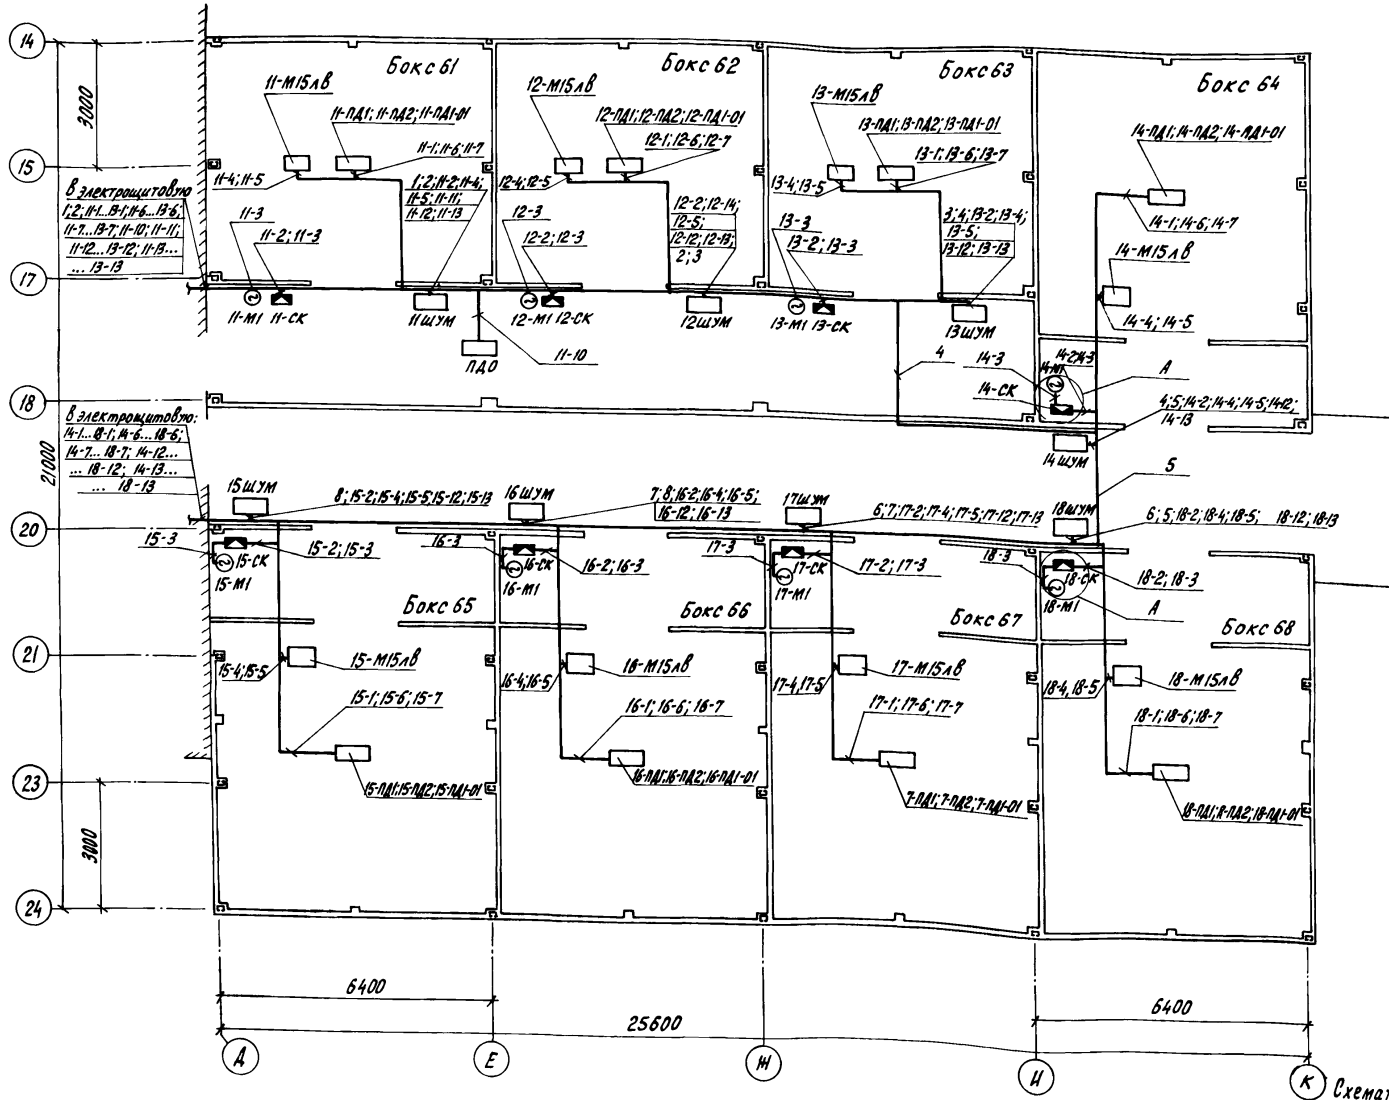 14
3000
15
17
18
21000
20
21
23
3000
24
Бокс 61
11-М15лВ
11-ПД1; 11-ПД2; 11-ПД1-01
11-1; 11-6; 11-7
11-4; 11-5
1; 2; 11-2; 11-4;
11-5; 11-11;
11-12; 11-13
В электрощитовую
1; 2; 11-1...13-1; 11-6...13-6;
11-7...13-7; 11-10; 11-11;
11-12...13-12; 11-13...
...13-13
11-3
11-2; 11-3
11-М1
11-СК
11ШУМ
ПДО
11-10
Бокс 62
12-М15лВ
12-ПД1; 12-ПД2; 12-ПД1-01
12-1; 12-6; 12-7
12-4; 12-5
12-2; 12-14;
12-5;
12-12; 12-13;
2; 3
12-3
12-2; 12-3
12-М1
12-СК
12ШУМ
Бокс 63
13-М15лВ
13-ПД1; 13-ПД2; 13-ПД1-01
13-1; 13-6; 13-7
13-4; 13-5
3; 4; 13-2; 13-4;
13-5;
13-12; 13-13
13-3
13-2; 13-3
13-М1
13-СК
13ШУМ
Бокс 64
14-ПД1; 14-ПД2; 14-ПД1-01
14-1; 14-6; 14-7
14-М15лВ
14-4; 14-5
4
14-3
14-М1
14-СК
А
4; 5; 14-2; 14-4; 14-5; 14-12;
14-13
14ШУМ
5
В электрощитовую:
14-1...18-1; 14-6...18-6;
14-7...18-7; 14-12...
...18-12; 14-13...
...18-13
15ШУМ
8; 15-2; 15-4; 15-5; 15-12; 15-13
16ШУМ
7; 8; 16-2; 16-4; 16-5;
16-12; 16-13
17ШУМ
6; 7; 17-2; 17-4; 17-5; 17-12; 17-13
18ШУМ
6; 5; 18-2; 18-4; 18-5; 18-12; 18-13
15-3
15-СК
15-М1
15-2; 15-3
Бокс 65
15-4; 15-5
15-М15лВ
15-1; 15-6; 15-7
15-ПД1; 15-ПД2; 15-ПД1-01
16-3
16-СК
16-М1
16-2; 16-3
Бокс 66
16-4; 16-5
16-М15лВ
16-1; 16-6; 16-7
16-ПД1; 16-ПД2; 16-ПД1-01
17-3
17-СК
17-М1
17-2; 17-3
Бокс 67
17-4; 17-5
17-М15лВ
17-1; 17-6; 17-7
7-ПД1; 7-ПД2; 7-ПД1-01
18-3
18-СК
18-М1
18-2; 18-3
А
Бокс 68
18-4; 18-5
18-М15лВ
18-1; 18-6; 18-7
18-ПД1; 18-ПД1-01
6400
25600
6400
Д
Е
Ж
И
К
Схемат